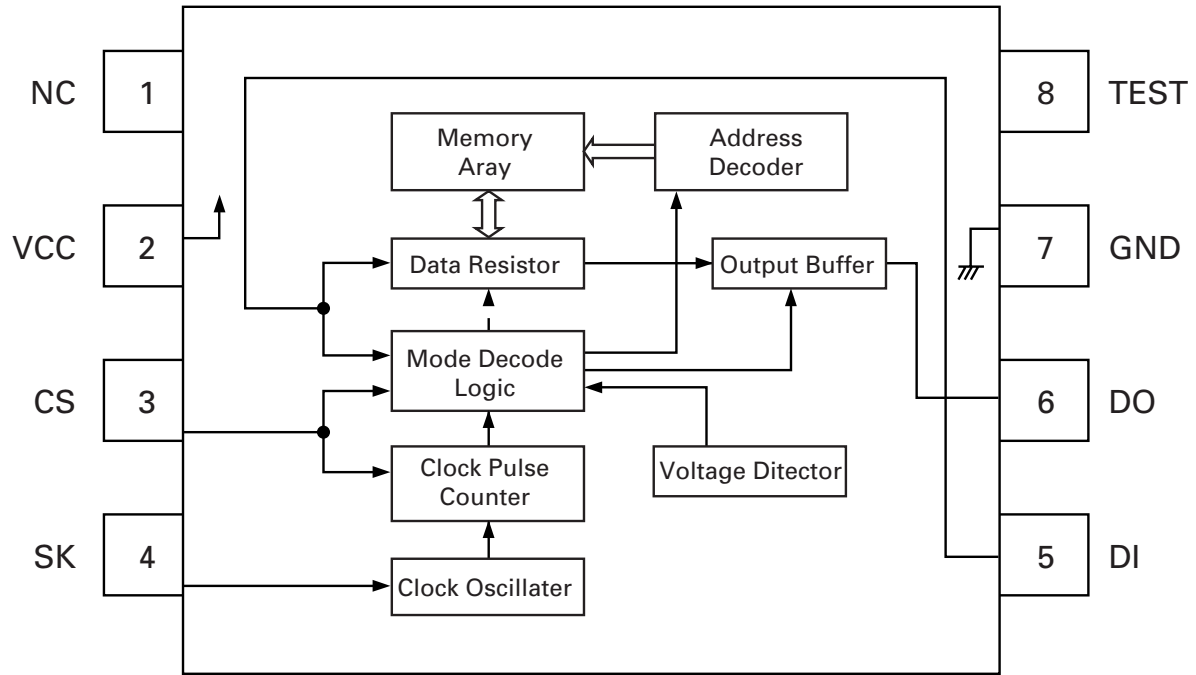 NC
1
8
TEST
Memory
Aray
Address
Decoder
VCC
2
Data Resistor
Output Buffer
7
GND
Mode Decode
Logic
CS
3
6
DO
Clock Pulse
Counter
Voltage Ditector
SK
4
Clock Oscillater
5
DI